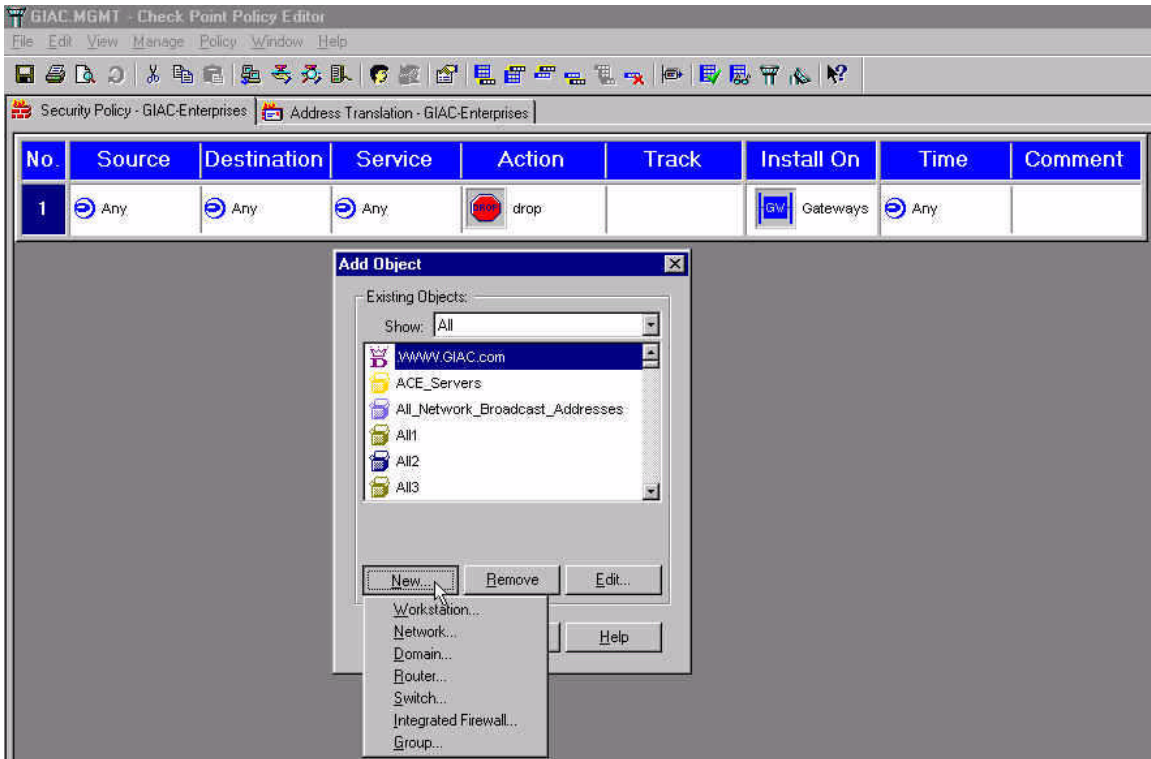 GIAC.MGMT - Check Point Policy Editor
File Edit View Manage Policy Window Help
Security Policy - GIAC-Enterprises Address Translation - GIAC-Enterprises
No. Source Destination Service Action Track Install On Time Comment
1 Any Any Any DROP drop GW Gateways Any
Add Object
Existing Objects:
Show: All
.WWW.GIAC.com
ACE_Servers
All_Network_Broadcast_Addresses
All1
All2
All3
New... Remove Edit...
Workstation...
Network...
Help
Domain...
Router...
Switch...
Integrated Firewall...
Group...